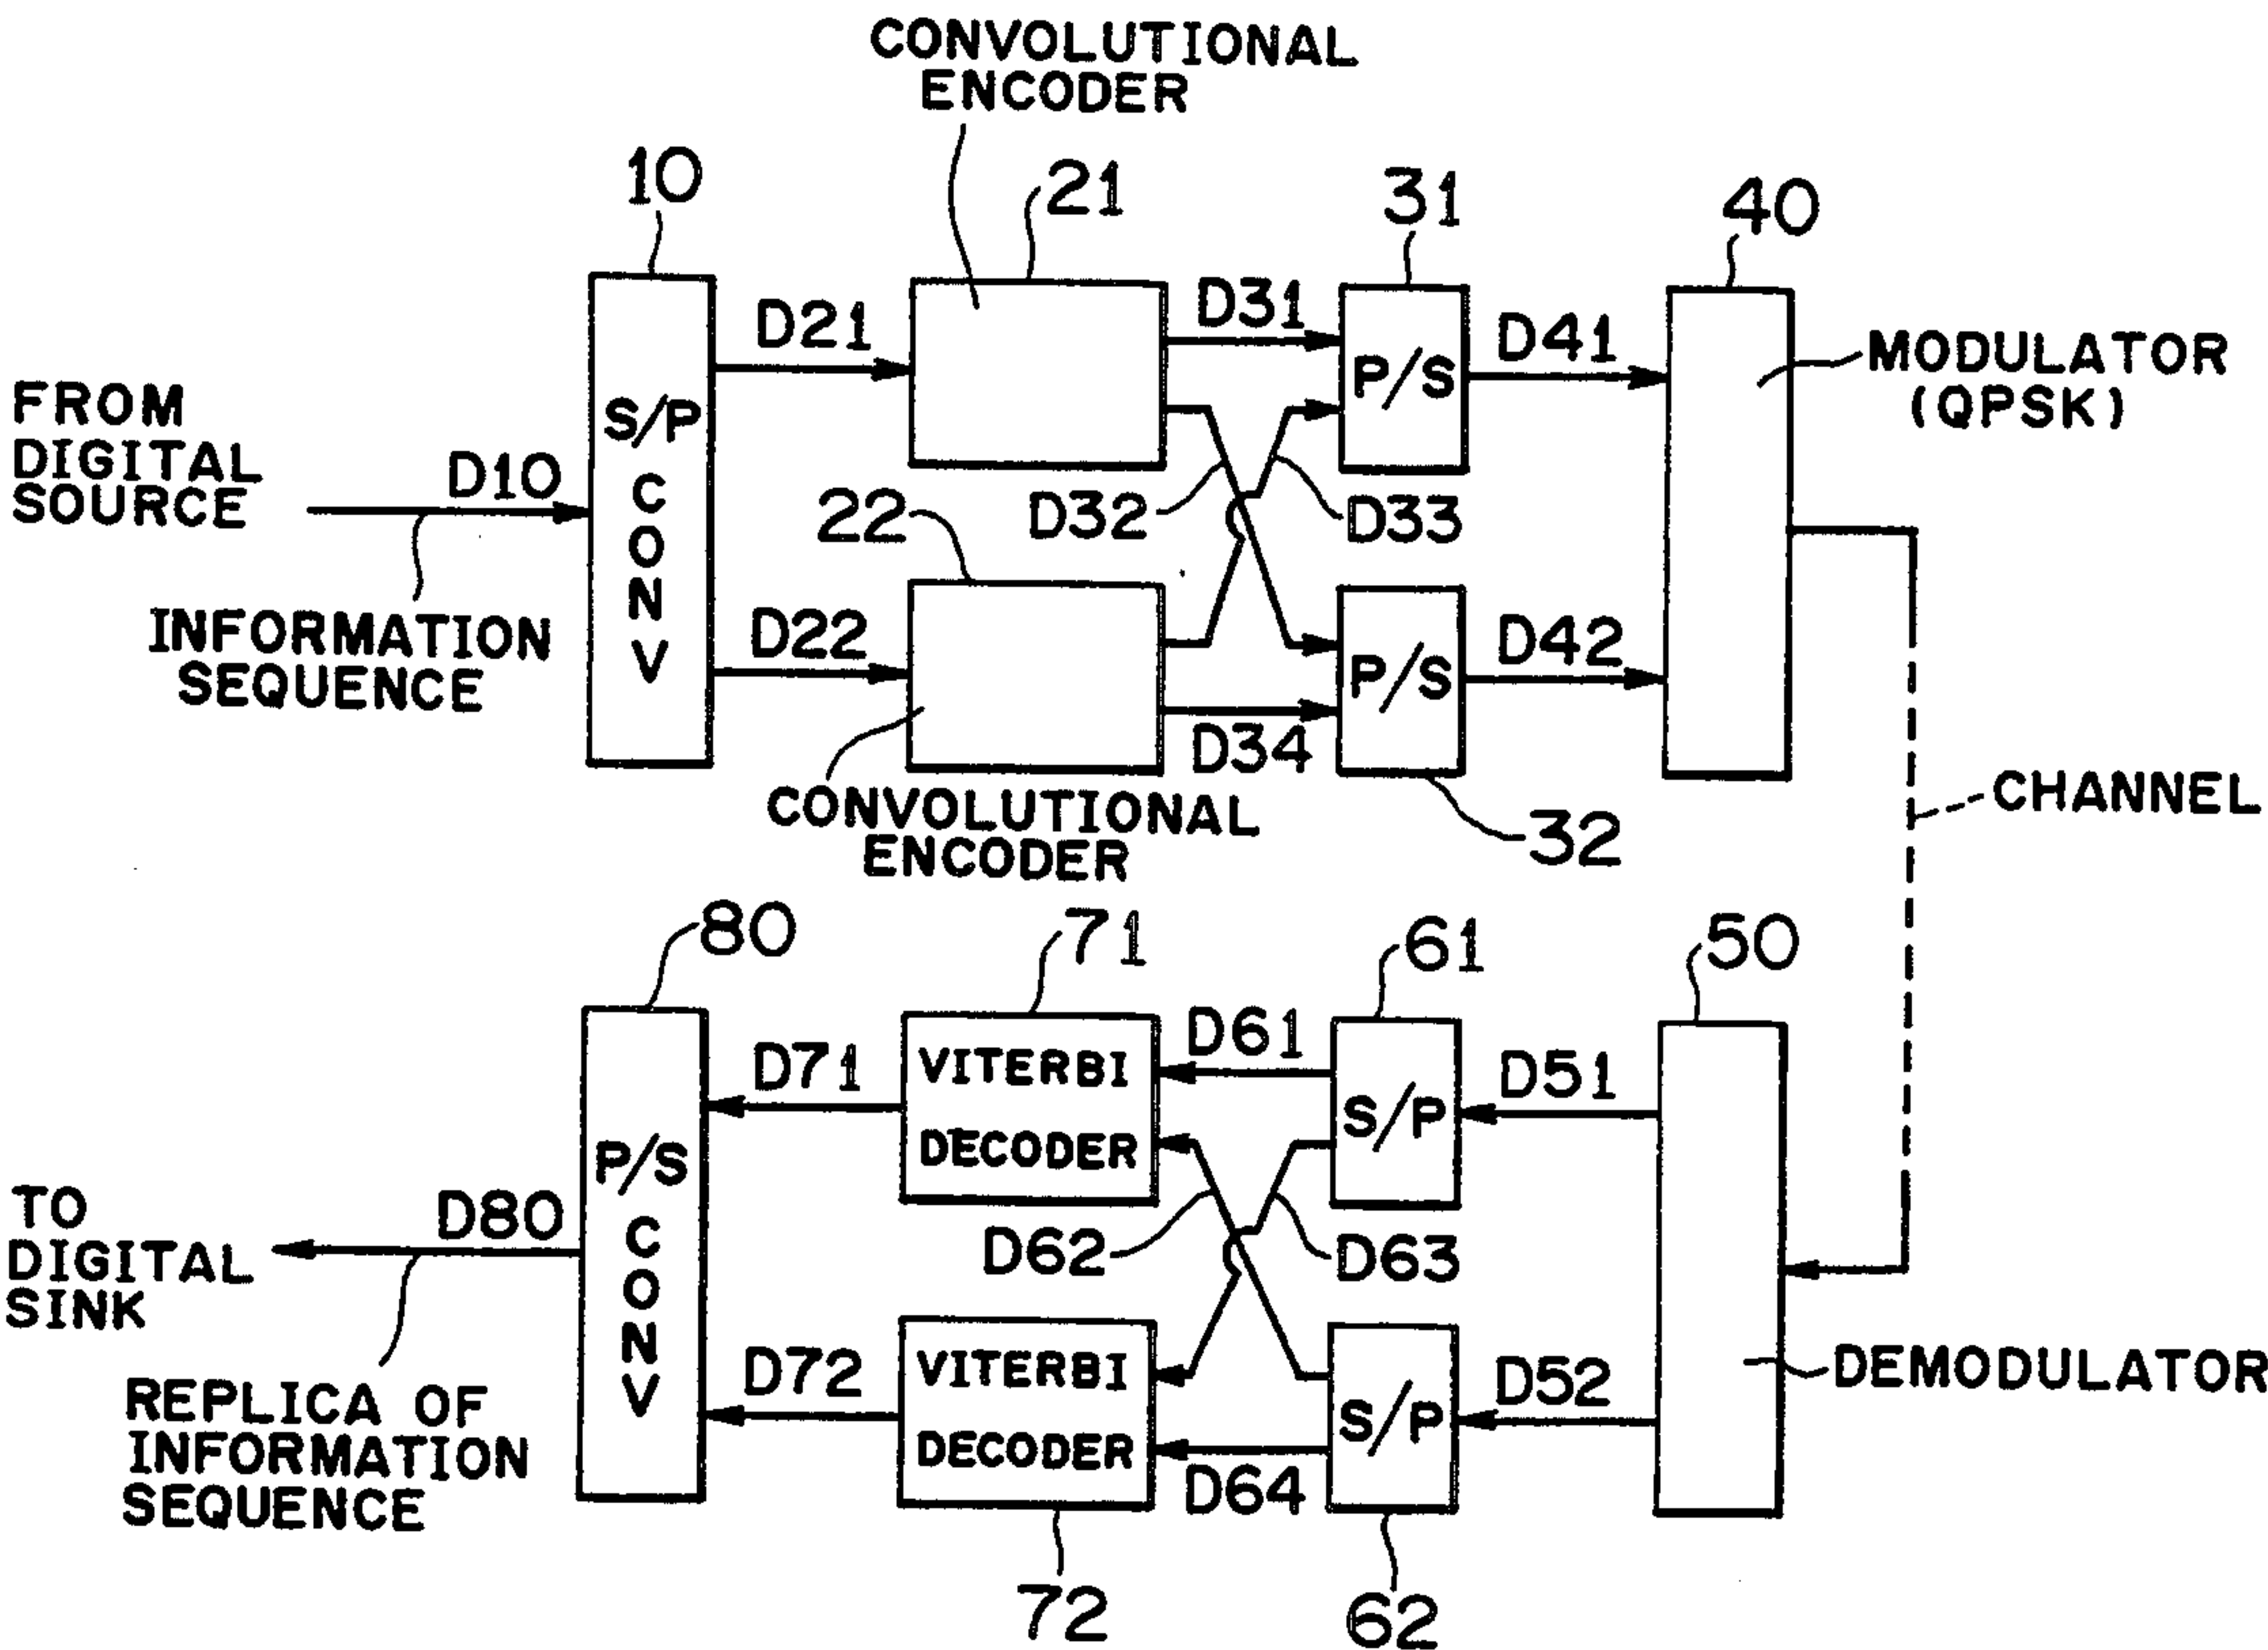 CONVOLUTIONAL
ENCODER
10
21
31
40
D21
D31
D41
S/P
CONV
P/S
MODULATOR
(QPSK)
FROM
DIGITAL
SOURCE
D10
D32
D33
22
INFORMATION
SEQUENCE
D22
P/S
D42
D34
CONVOLUTIONAL
ENCODER
32
CHANNEL
80
71
61
50
D71
VITERBI
DECODER
D61
S/P
D51
P/S
CONV
D62
D63
TO
DIGITAL
SINK
D80
REPLICA OF
INFORMATION
SEQUENCE
D72
VITERBI
DECODER
D64
S/P
D52
DEMODULATOR
72
62